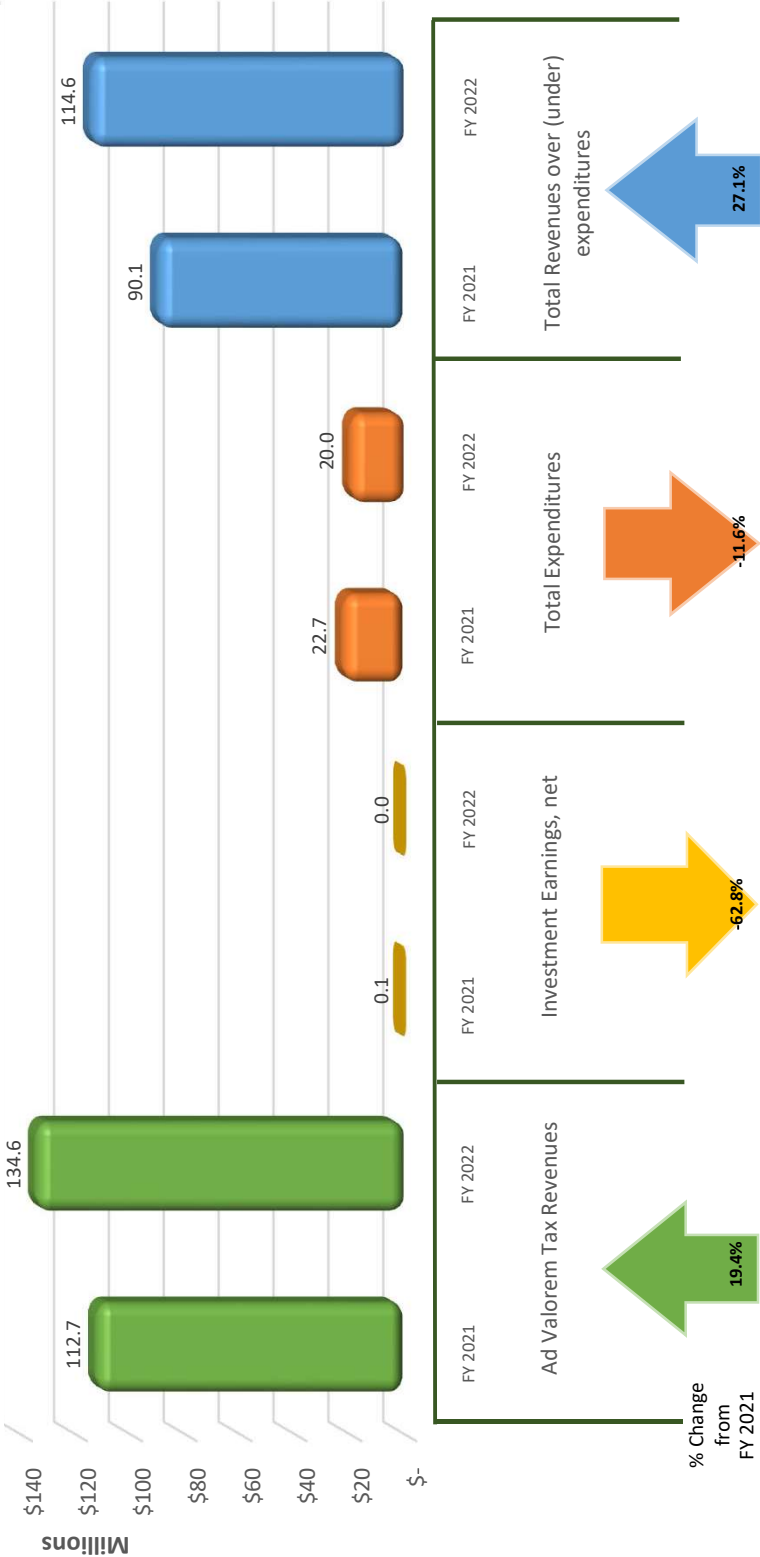 Millions
$140
$120
$100
$80
$60
$40
$20
$-
112.7
134.6
0.1
0.0
22.7
20.0
90.1
114.6
FY 2021
FY 2022
FY 2021
FY 2022
FY 2021
FY 2022
FY 2021
FY 2022
Ad Valorem Tax Revenues
Investment Earnings, net
Total Expenditures
Total Revenues over (under)
expenditures
% Change
from
FY 2021
19.4%
-62.8%
-11.6%
27.1%